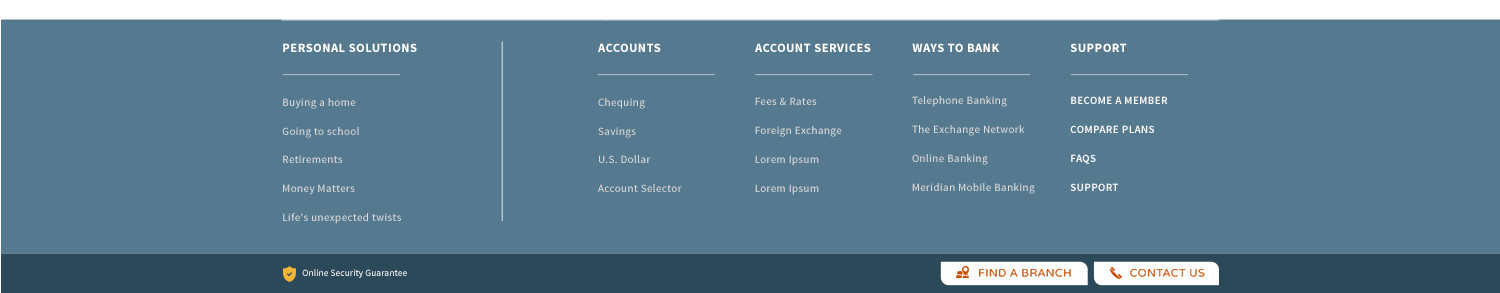 PERSONAL SOLUTIONS
Buying a home
Going to school
Retirements
Money Matters
Life's unexpected twists
ACCOUNTS
Chequing
Savings
U.S. Dollar
Account Selector
ACCOUNT SERVICES
Fees & Rates
Foreign Exchange
Lorem Ipsum
Lorem Ipsum
WAYS TO BANK
Telephone Banking
The Exchange Network
Online Banking
Meridian Mobile Banking
SUPPORT
BECOME A MEMBER
COMPARE PLANS
FAQS
SUPPORT
Online Security Guarantee
FIND A BRANCH
CONTACT US